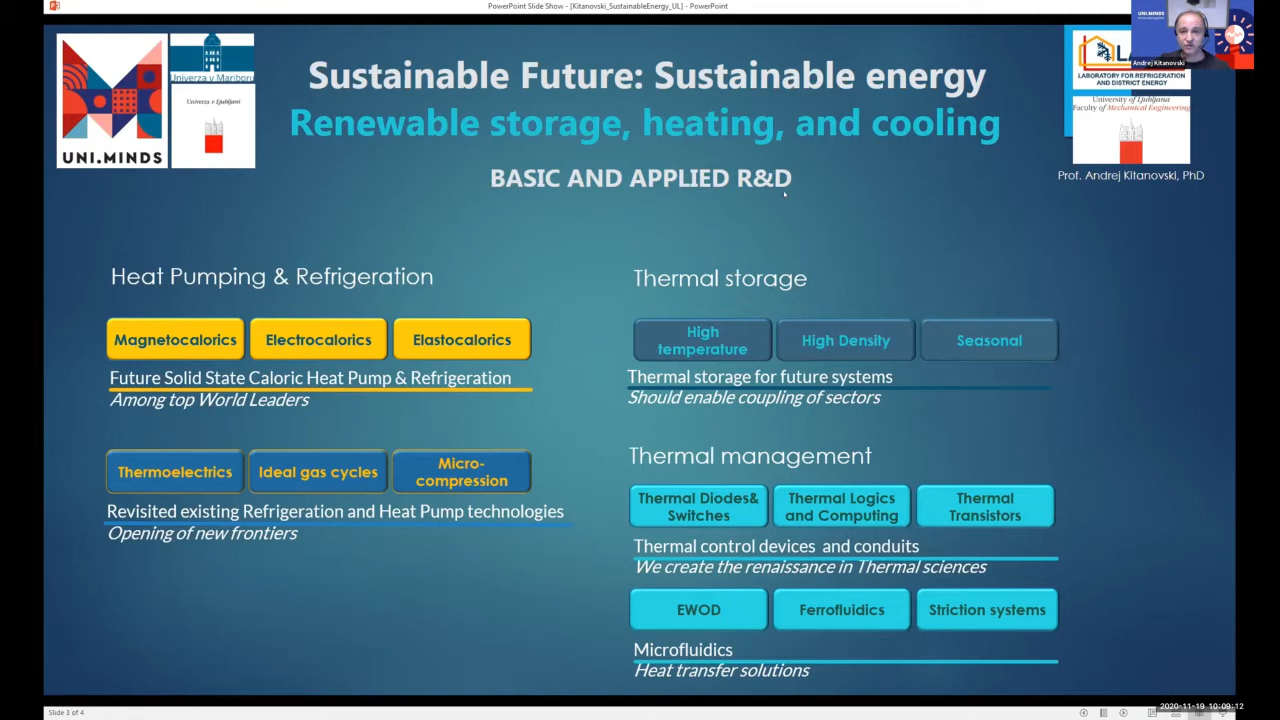 PowerPoint Slide Show - [Kitanovski_SustainableEnergy_UL] - PowerPoint
UNI.MINDS
Andrej Kitanovski
UNI.MINDS
Univerza v Mariboru
Univerza v Ljubljani
Sustainable Future: Sustainable energy
Renewable storage, heating, and cooling
BASIC AND APPLIED R&D
LABORATORY FOR REFRIGERATION
AND DISTRICT ENERGY
University of Ljubljana
Faculty of Mechanical Engineering
Prof. Andrej Kitanovski, PhD
Heat Pumping & Refrigeration
Magnetocalorics
Electrocalorics
Elastocalorics
Future Solid State Caloric Heat Pump & Refrigeration
Among top World Leaders
Thermoelectrics
Ideal gas cycles
Micro-
compression
Revisited existing Refrigeration and Heat Pump technologies
Opening of new frontiers
Thermal storage
High
temperature
High Density
Seasonal
Thermal storage for future systems
Should enable coupling of sectors
Thermal management
Thermal Diodes&
Switches
Thermal Logics
and Computing
Thermal
Transistors
Thermal control devices and conduits
We create the renaissance in Thermal sciences
EWOD
Ferrofluidics
Striction systems
Microfluidics
Heat transfer solutions
Slide 3 of 4
2020-11-19 10:09:12